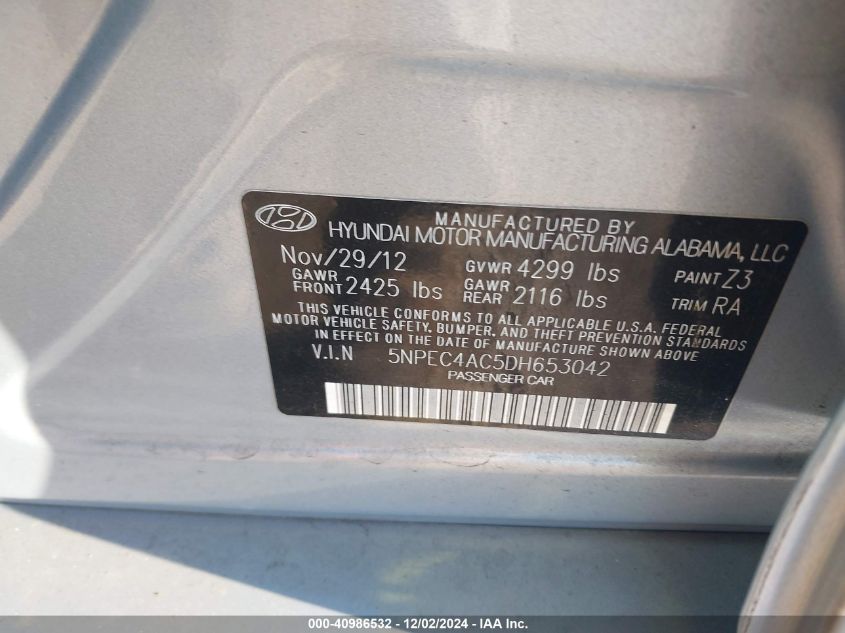 MANUFACTURED BY
HYUNDAI MOTOR MANUFACTURING ALABAMA, LLC
Nov/29/12 GVWR 4299 lbs PAINT Z3
GAWR FRONT 2425 lbs GAWR REAR 2116 lbs TRIM RA
THIS VEHICLE CONFORMS TO ALL APPLICABLE U.S.A. FEDERAL
MOTOR VEHICLE SAFETY, BUMPER, AND THEFT PREVENTION STANDARDS
IN EFFECT ON THE DATE OF MANUFACTURE SHOWN ABOVE
V.I.N 5NPEC4AC5DH653042
PASSENGER CAR
000-40986532 - 12/02/2024 - IAA Inc.